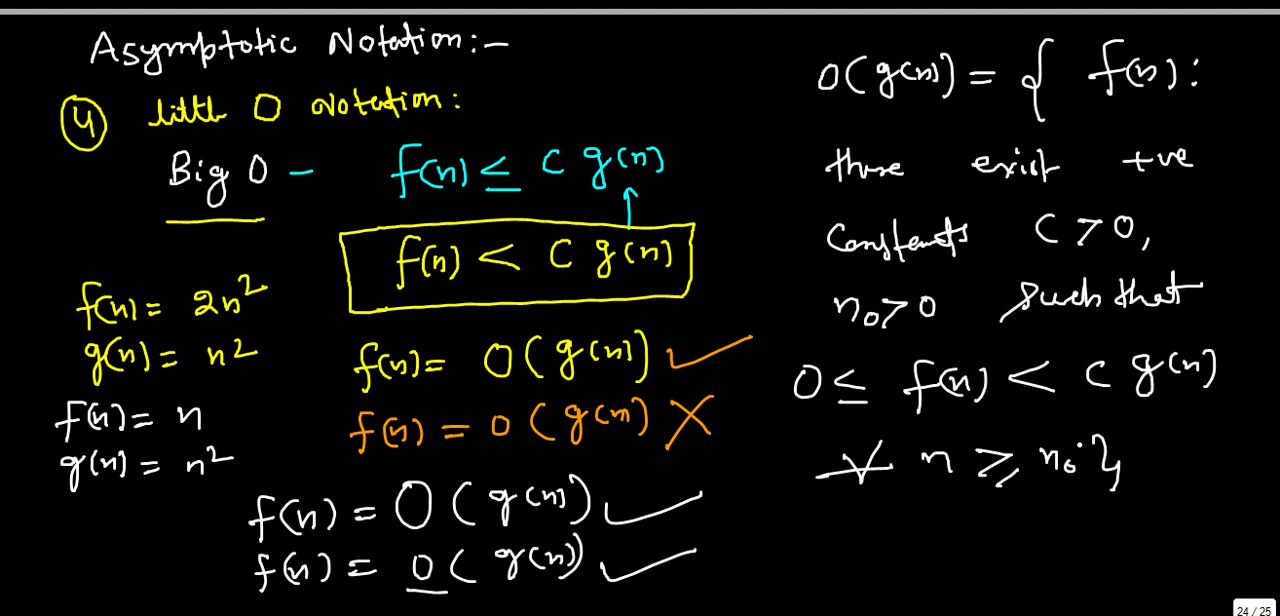 Asymptotic Notation:-
④ little o Notation:
Big O - f(n) ≤ c g(n)
f(n) < c g(n)
f(n) = 2n²
g(n) = n²
f(n) = O(g(n)) ✓
f(n) = o(g(n) ✗
f(n) = n
g(n) = n²
f(n) = O(g(n)) ✓
f(n) = o(g(n)) ✓
o(g(n)) = { f(n):
there exist +ve
constants c > 0,
n₀ > 0 such that
0 ≤ f(n) < c g(n)
∀ n ≥ n₀.}
24 / 25